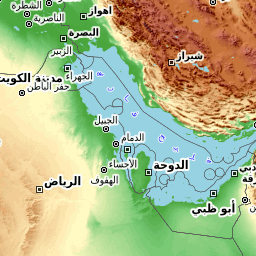 الشطرة
اهواز
الناصرية
البصرة
الزبير
شيراز
الجهراء
مدينة الكويت
حفر الباطن
الجبيل
الدمام
الأحساء
الدوحة
الهفوف
دبي
الرياض
أبو ظبي